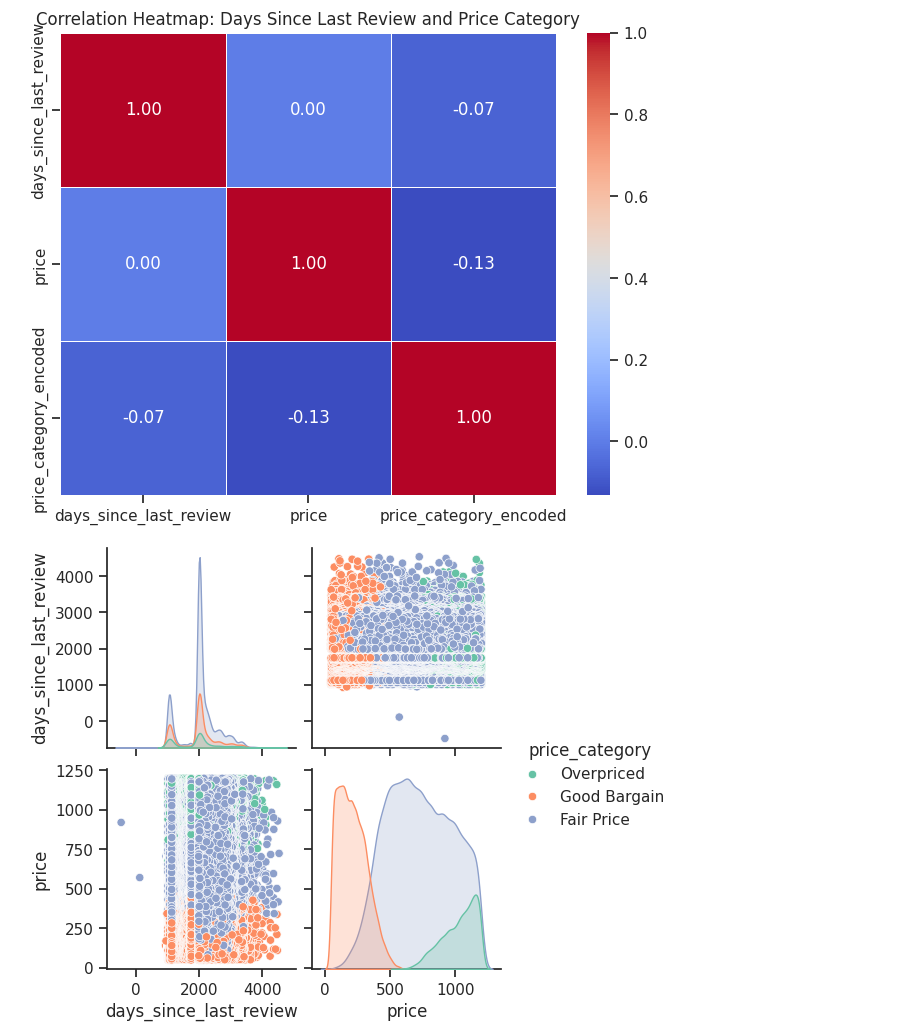 Correlation Heatmap: Days Since Last Review and Price Category
days_since_last_review
price
price_category_encoded
1.00
0.00
-0.07
0.00
1.00
-0.13
-0.07
-0.13
1.00
days_since_last_review
price
price_category_encoded
1.0
0.8
0.6
0.4
0.2
0.0
days_since_last_review
4000
3000
2000
1000
0
price
1250
1000
750
500
250
0
0
2000
4000
days_since_last_review
0
500
1000
price
price_category
Overpriced
Good Bargain
Fair Price